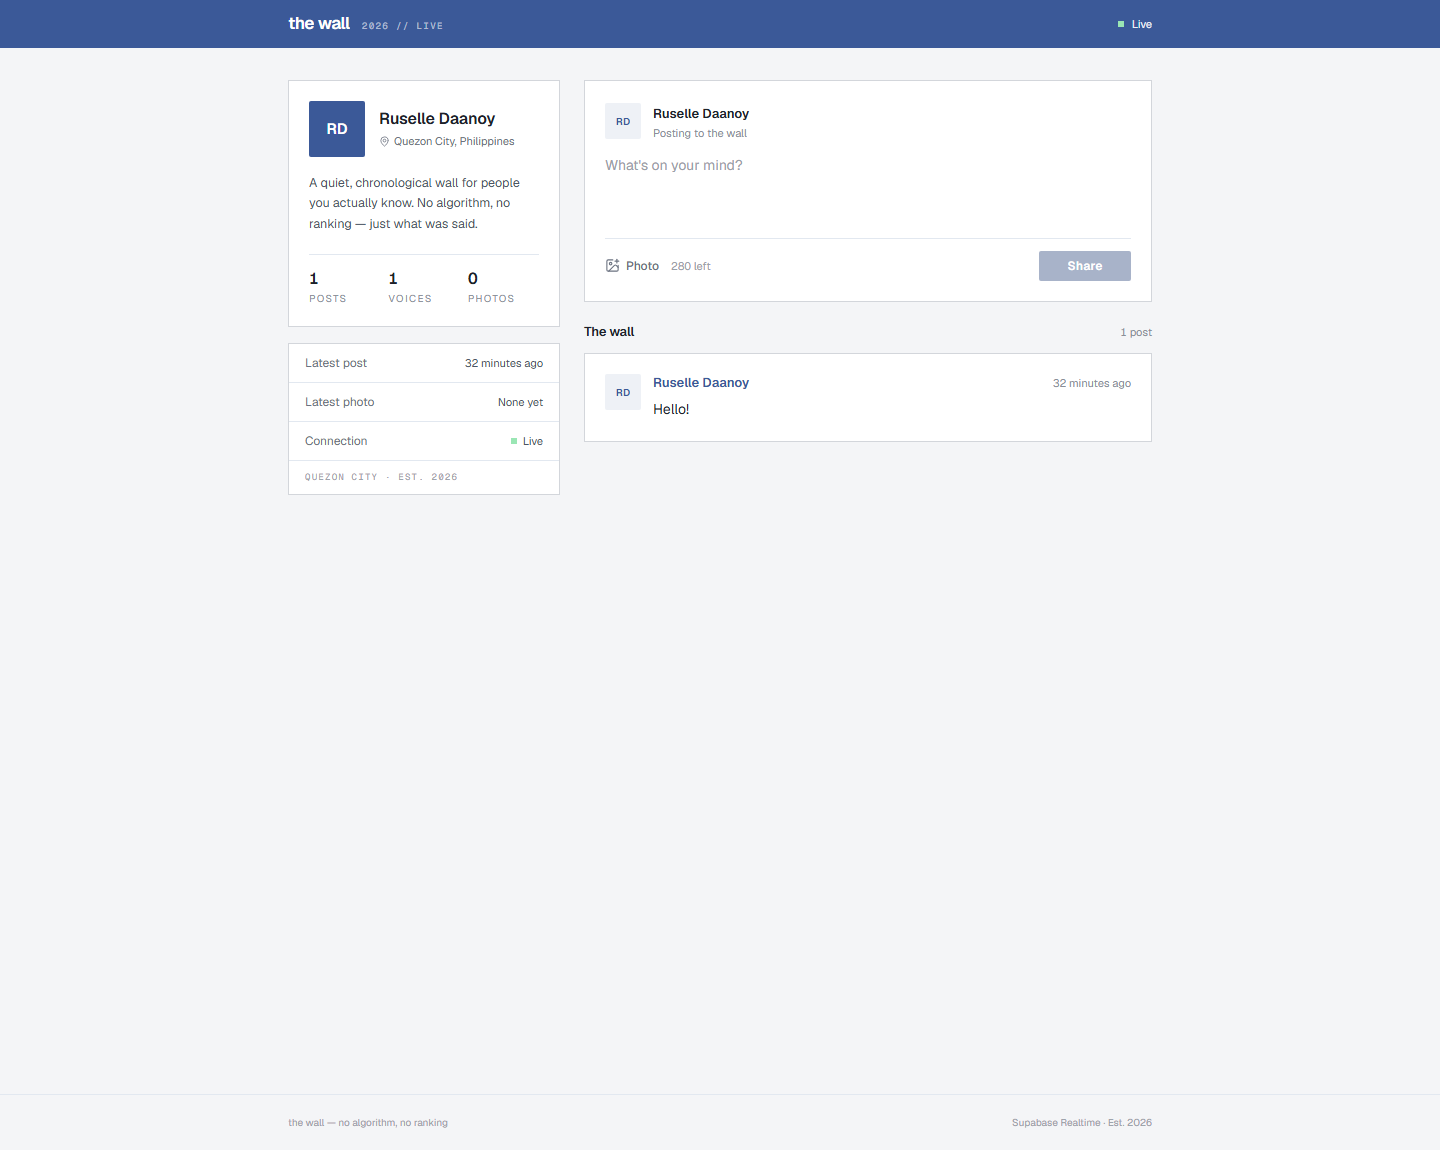 the wall 2026 // LIVE
Live
RD
Ruselle Daanoy
Quezon City, Philippines
A quiet, chronological wall for people
you actually know. No algorithm, no
ranking — just what was said.
1 1 0
POSTS VOICES PHOTOS
Latest post 32 minutes ago
Latest photo None yet
Connection Live
QUEZON CITY · EST. 2026
RD
Ruselle Daanoy
Posting to the wall
What's on your mind?
Photo 280 left
Share
The wall 1 post
RD
Ruselle Daanoy 32 minutes ago
Hello!
the wall — no algorithm, no ranking
Supabase Realtime · Est. 2026